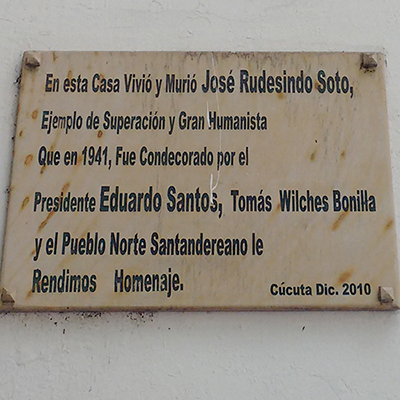 En esta Casa Vivió y Murió José Rudesindo Soto,
Ejemplo de Superación y Gran Humanista
Que en 1941, Fue Condecorado por el
Presidente Eduardo Santos, Tomás Wilches Bonilla
y el Pueblo Norte Santandereano le
Rendimos Homenaje.
Cúcuta Dic. 2010